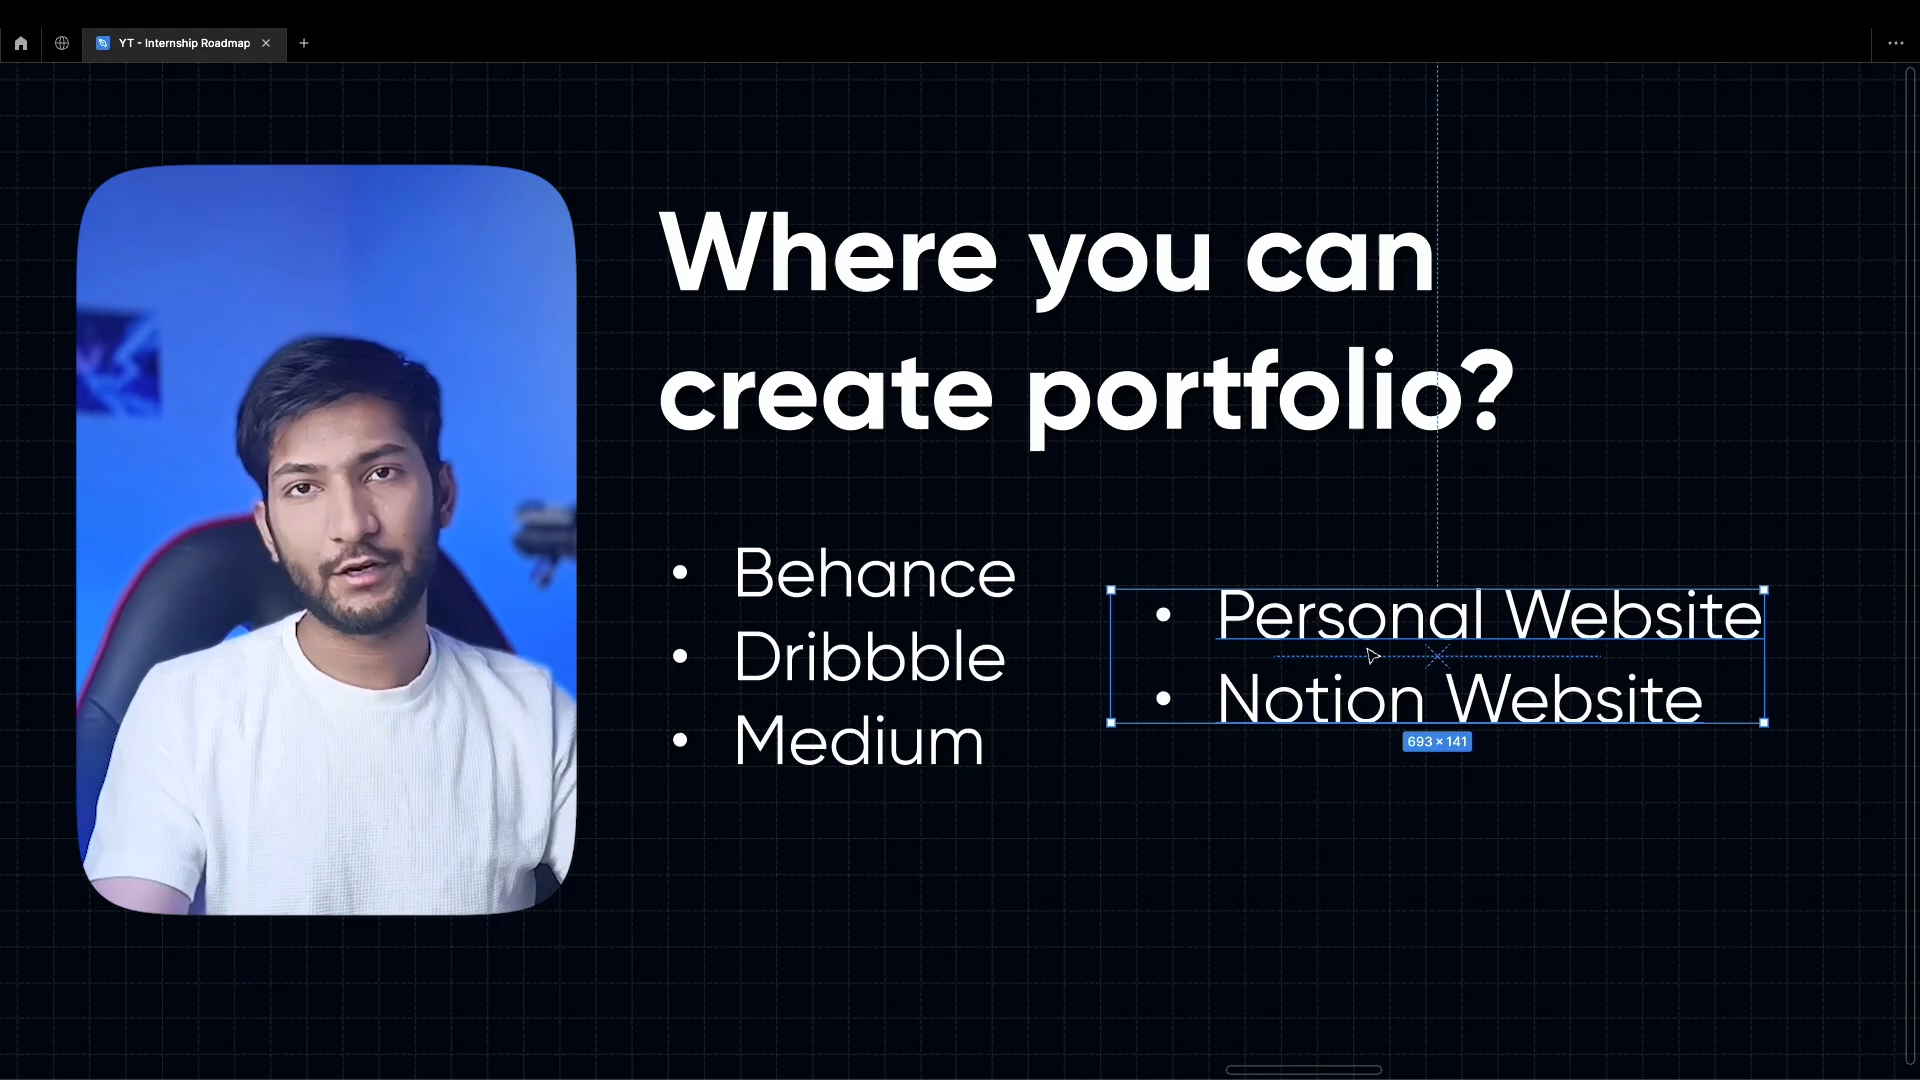 YT - Internship Roadmap
Where you can
create portfolio?
• Behance
• Dribbble
• Medium
• Personal Website
• Notion Website
693 × 141